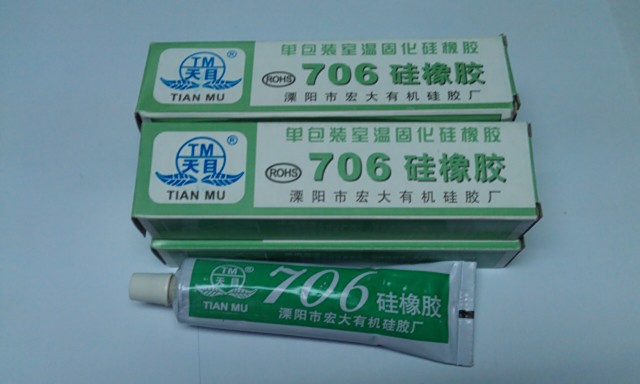 TM
天目
®
TIAN MU
单包装室温固化硅橡胶
ROHS 706 硅橡胶
溧阳市宏大有机硅胶厂
TM
天目
®
TIAN MU
单包装室温固化硅橡胶
ROHS 706 硅橡胶
溧阳市宏大有机硅胶厂
TM
天目
®
TIAN MU
706 硅橡胶
溧阳市宏大有机硅胶厂